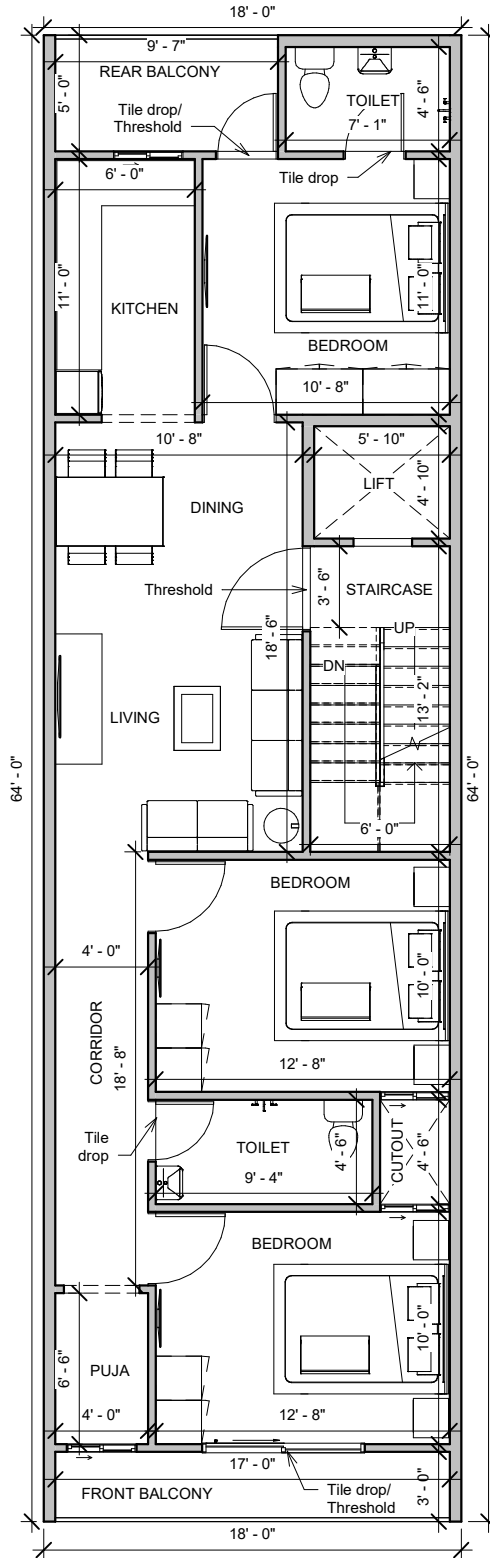 18' - 0"
9' - 7"
REAR BALCONY
5' - 0"
Tile drop/
Threshold
TOILET
7' - 1"
4' - 6"
Tile drop
6' - 0"
11' - 0"
KITCHEN
11' - 0"
BEDROOM
10' - 8"
10' - 8"
5' - 10"
LIFT
4' - 10"
DINING
Threshold
3' - 6"
STAIRCASE
18' - 6"
UP
DN
13' - 2"
LIVING
64' - 0"
64' - 0"
6' - 0"
BEDROOM
4' - 0"
10' - 0"
CORRIDOR
18' - 8"
12' - 8"
Tile
drop
TOILET
9' - 4"
4' - 6"
CUTOUT
4' - 6"
BEDROOM
10' - 0"
6' - 6"
PUJA
4' - 0"
12' - 8"
17' - 0"
FRONT BALCONY
Tile drop/
Threshold
3' - 0"
18' - 0"